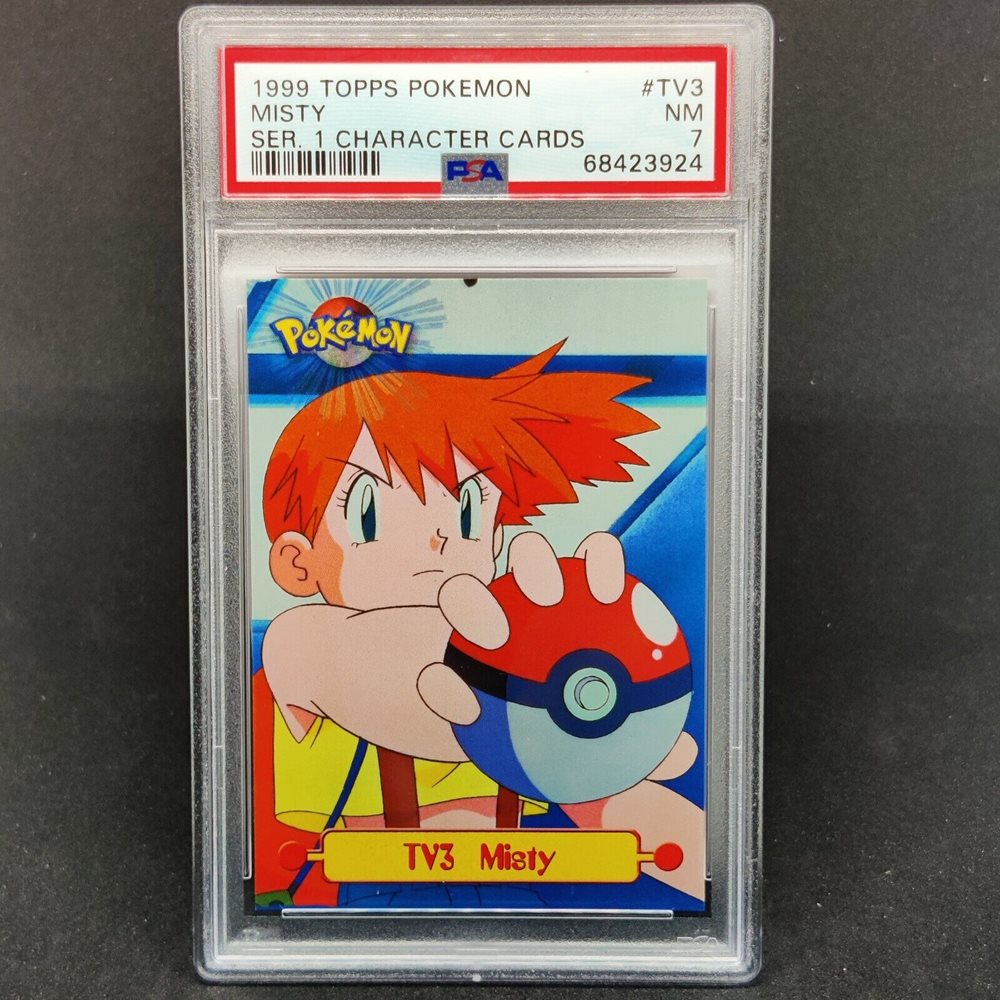 1999 TOPPS POKEMON #TV3
MISTY NM
SER. 1 CHARACTER CARDS 7
PSA 68423924
POKéMON
TV3 Misty